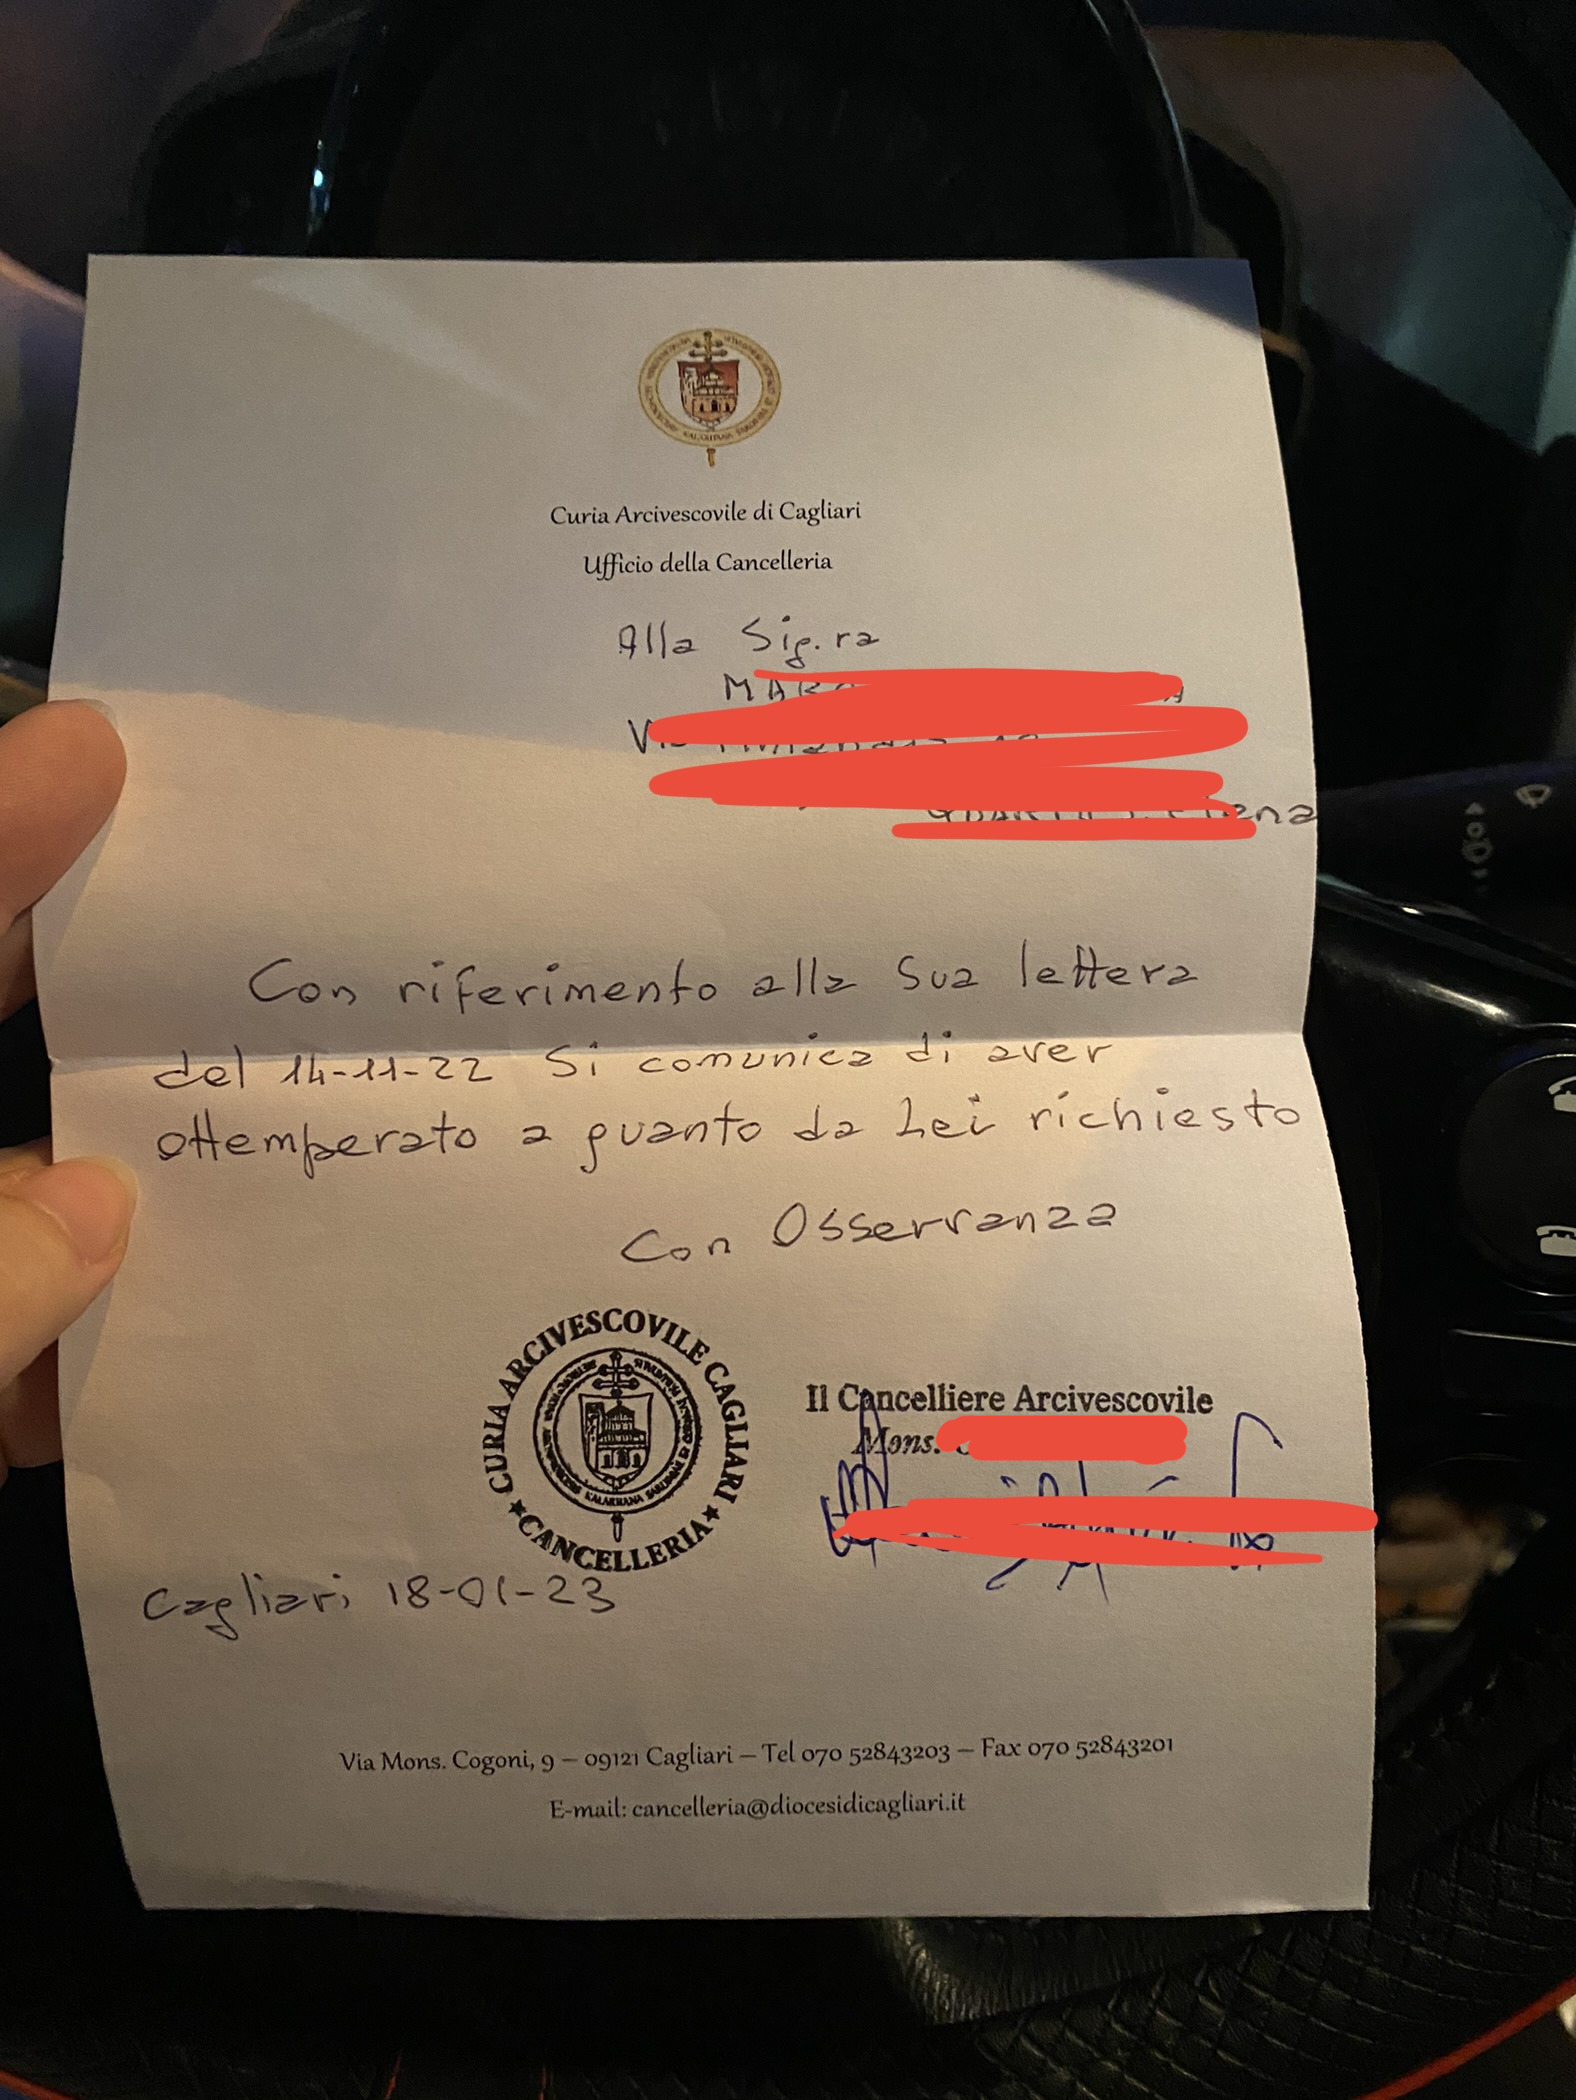 Curia Arcivescovile di Cagliari
Ufficio della Cancelleria
Alla Sig.ra
Con riferimento alla Sua lettera
del 14-11-22 Si comunica di aver
ottemperato a quanto da Lei richiesto
Con Osservanza
CURIA ARCIVESCOVILE CAGLIARI
★ CANCELLERIA ★
Il Cancelliere Arcivescovile
Mons.
Cagliari 18-01-23
Via Mons. Cogoni, 9 – 09121 Cagliari – Tel 070 52843203 – Fax 070 52843201
E-mail: cancelleria@diocesidicagliari.it